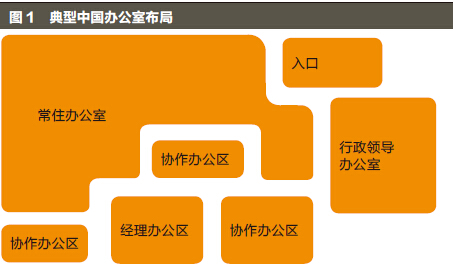 图 1 典型中国办公室布局
入口
常住办公室
行政领导
办公室
协作办公区
经理办公区
协作办公区
协作办公区